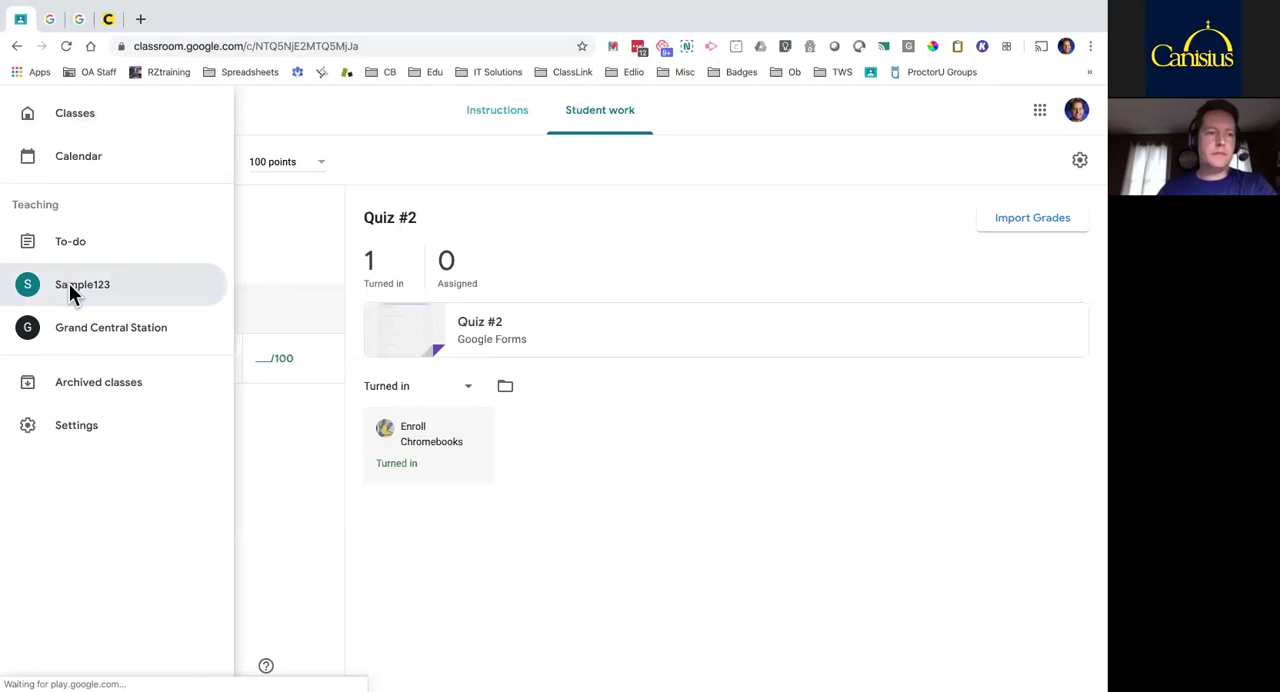 classroom.google.com/c/NTQ5NjE2MTQ5MjJa
12
9+
Apps
OA Staff
RZtraining
Spreadsheets
CB
Edu
IT Solutions
ClassLink
Edlio
Misc
Badges
Ob
TWS
ProctorU Groups
»
Canisius
Classes
Calendar
Teaching
To-do
S
Sample123
G
Grand Central Station
Archived classes
Settings
Instructions
Student work
100 points
Quiz #2
Import Grades
1
Turned in
0
Assigned
Quiz #2
Google Forms
___/100
Turned in
Enroll
Chromebooks
Turned in
Waiting for play.google.com...